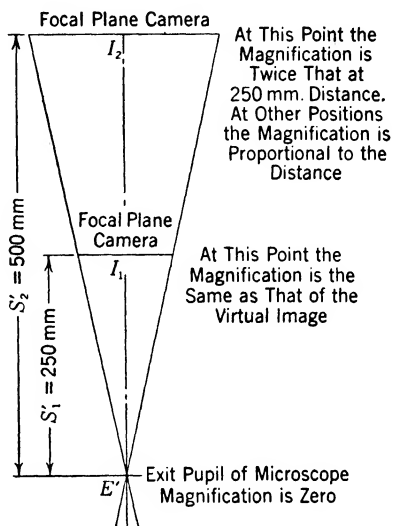 Focal Plane Camera
I₂
At This Point the
Magnification is
Twice That at
250 mm. Distance.
At Other Positions
the Magnification is
Proportional to the
Distance
S′₂ = 500 mm
Focal Plane
Camera
I₁
At This Point the
Magnification is the
Same as That of the
Virtual Image
S′₁ = 250 mm
E′
Exit Pupil of Microscope
Magnification is Zero